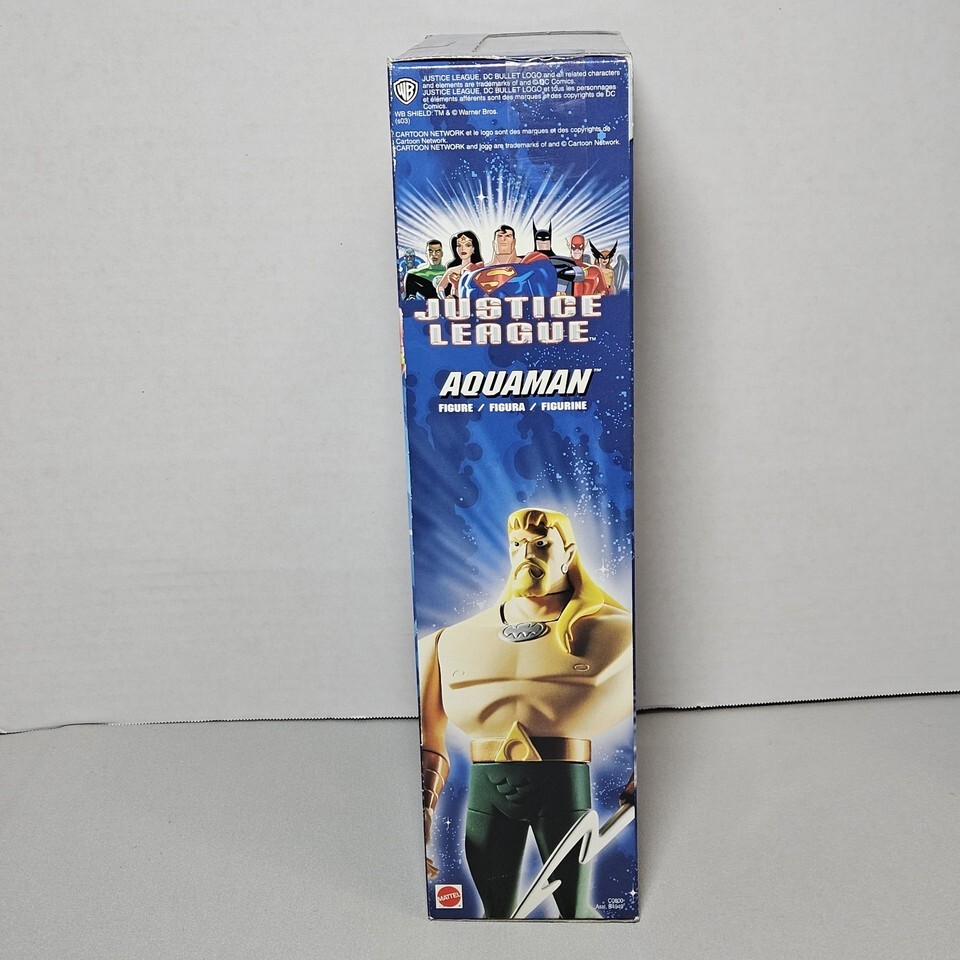 WB
JUSTICE LEAGUE, DC BULLET LOGO and all related characters
and elements are trademarks of and © DC Comics.
JUSTICE LEAGUE, DC BULLET LOGO et tous les personnages
et éléments afférents sont des marques et des copyrights de DC
Comics.
WB SHIELD: TM & © Warner Bros.
(s03)
CARTOON NETWORK et le logo sont des marques et des copyrights de
Cartoon Network.
CARTOON NETWORK and logo are trademarks of and © Cartoon Network.
JUSTICE
LEAGUE™
AQUAMAN™
FIGURE / FIGURA / FIGURINE
MATTEL
Asst.